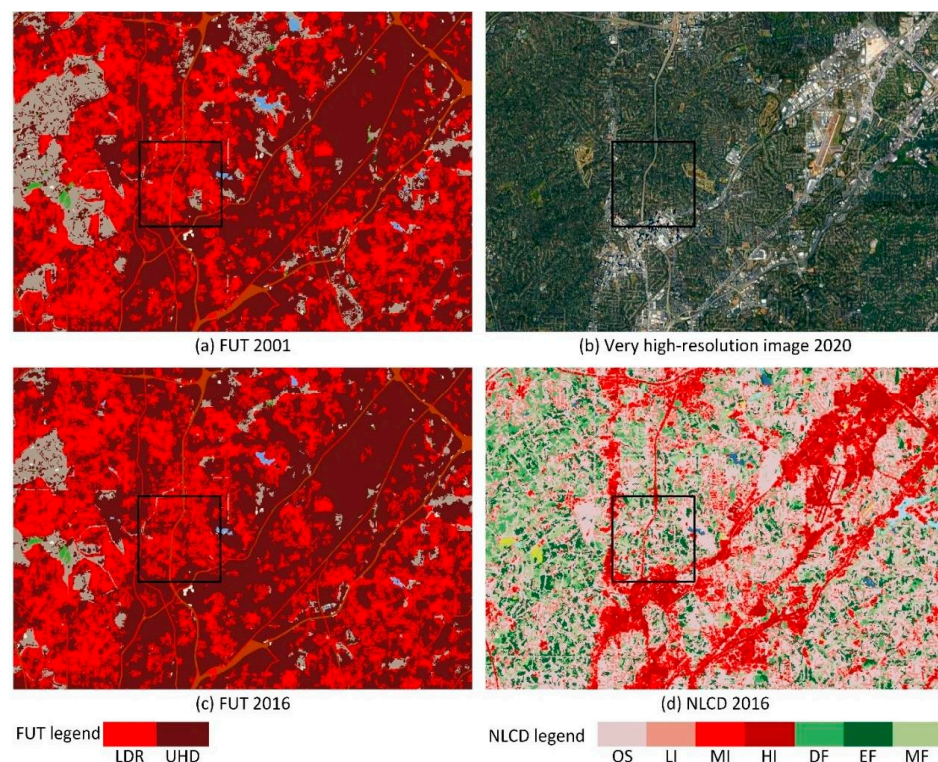 (a) FUT 2001
(b) Very high-resolution image 2020
(c) FUT 2016
(d) NLCD 2016
FUT legend
LDR UHD
NLCD legend
OS LI MI HI DF EF MF